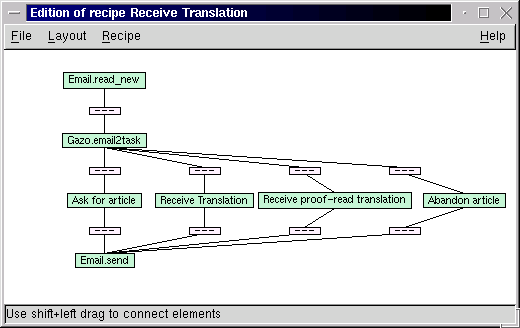 Edition of recipe Receive Translation
File Layout Recipe Help
Email.read_new
---
Gazo.email2task
--- --- --- ---
Ask for article Receive Translation Receive proof-read translation Abandon article
--- --- --- ---
Email.send
Use shift+left drag to connect elements